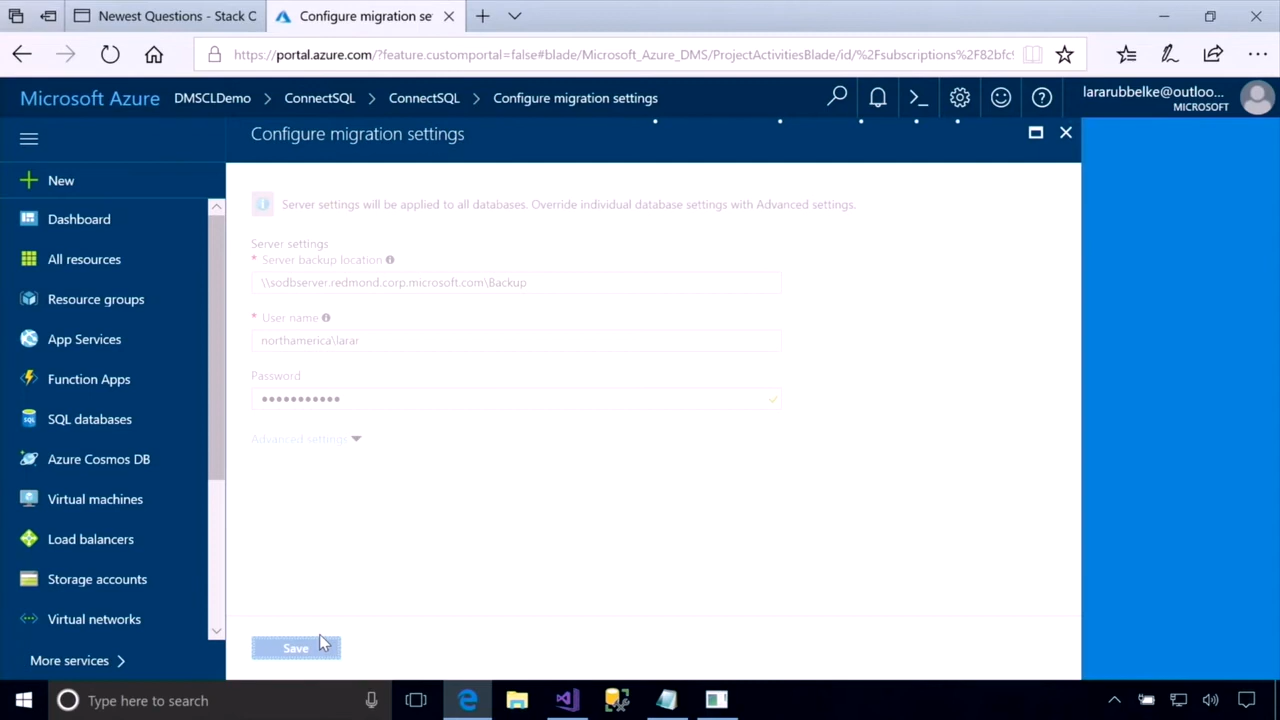 Newest Questions - Stack C
Configure migration set
https://portal.azure.com/?feature.customportal=false#blade/Microsoft_Azure_DMS/ProjectActivitiesBlade/id/%2Fsubscriptions%2F82bfc
Microsoft Azure DMSCLDemo > ConnectSQL > ConnectSQL > Configure migration settings
lararubbelke@outloo...
MICROSOFT
Configure migration settings
New
Dashboard
All resources
Resource groups
App Services
Function Apps
SQL databases
Azure Cosmos DB
Virtual machines
Load balancers
Storage accounts
Virtual networks
More services >
Server settings will be applied to all databases. Override individual database settings with Advanced settings.
Server settings
* Server backup location
\\sodbserver.redmond.corp.microsoft.com\Backup
* User name
northamerica\larar
Password
•••••••••••
Advanced settings
Save
Type here to search